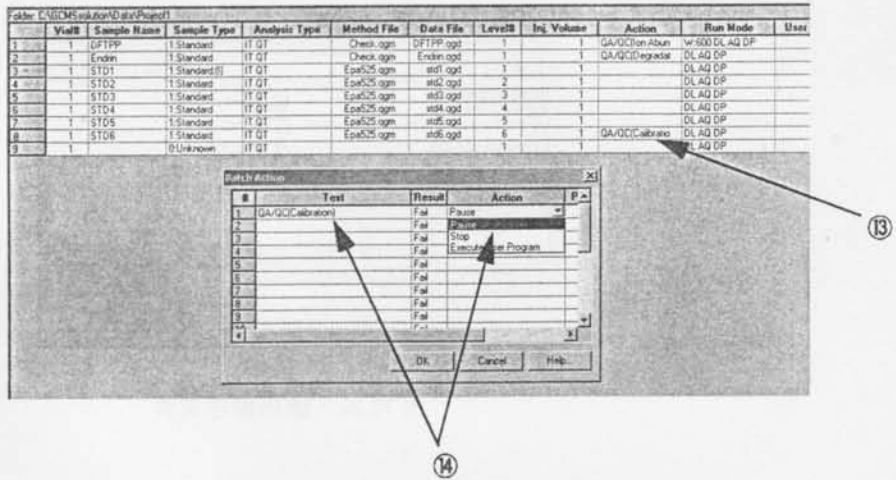 Folder: C:\GCMSsolution\Data\Project1
Vial# Sample Name Sample Type Analysis Type Method File Data File Level# Inj. Volume Action Run Mode User
1 1 DFTPP 1:Standard IT QT Check.qgm DFTPP.qgd 1 1 QA/QC(Ion Abun W:600 DL AQ DP
2 1 Endrin 1:Standard IT QT Check.qgm Endrin.qgd 1 1 QA/QC(Degradat DL AQ DP
3 1 STD1 1:Standard:(I) IT QT Epa525.qgm std1.qgd 1 1 DL AQ DP
4 1 STD2 1:Standard IT QT Epa525.qgm std2.qgd 2 1 DL AQ DP
5 1 STD3 1:Standard IT QT Epa525.qgm std3.qgd 3 1 DL AQ DP
6 1 STD4 1:Standard IT QT Epa525.qgm std4.qgd 4 1 DL AQ DP
7 1 STD5 1:Standard IT QT Epa525.qgm std5.qgd 5 1 DL AQ DP
8 1 STD6 1:Standard IT QT Epa525.qgm std6.qgd 6 1 QA/QC(Calibratio DL AQ DP
9 1 0:Unknown IT QT 1 1 DL AQ DP
⑬
Batch Action
# Text Result Action P
1 QA/QC(Calibration) Fail Pause
2 Fail Pause
3 Fail Stop
4 Fail Execute User Program
5 Fail
6 Fail
7 Fail
8 Fail
9 Fail
OK Cancel Help...
⑭